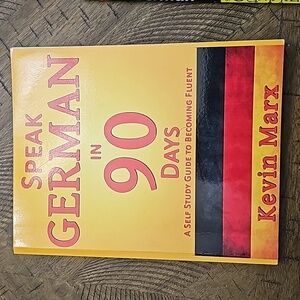 SPEAK
GERMAN
IN
90
DAYS
A SELF STUDY GUIDE TO BECOMING FLUENT
Kevin Marx